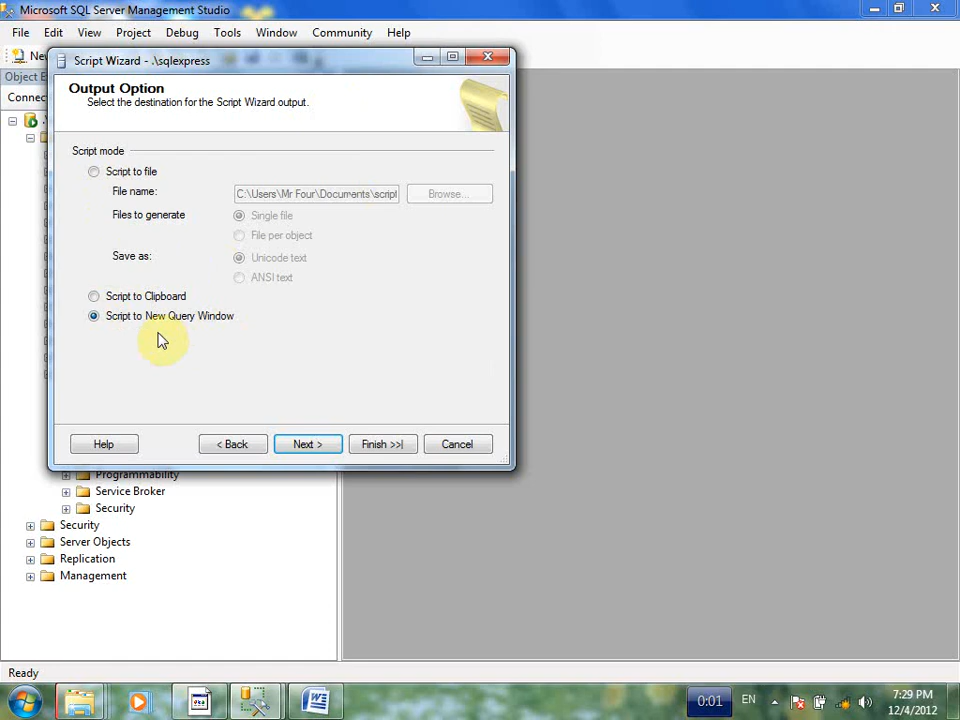 Microsoft SQL Server Management Studio
File Edit View Project Debug Tools Window Community Help
Script Wizard - .\sqlexpress
Output Option
Select the destination for the Script Wizard output.
Script mode
Script to file
File name: C:\Users\Mr Four\Documents\script Browse...
Files to generate Single file
File per object
Save as: Unicode text
ANSI text
Script to Clipboard
Script to New Query Window
Help < Back Next > Finish >>| Cancel
Programmability
Service Broker
Security
Security
Server Objects
Replication
Management
Ready
0:01 EN 7:29 PM
12/4/2012